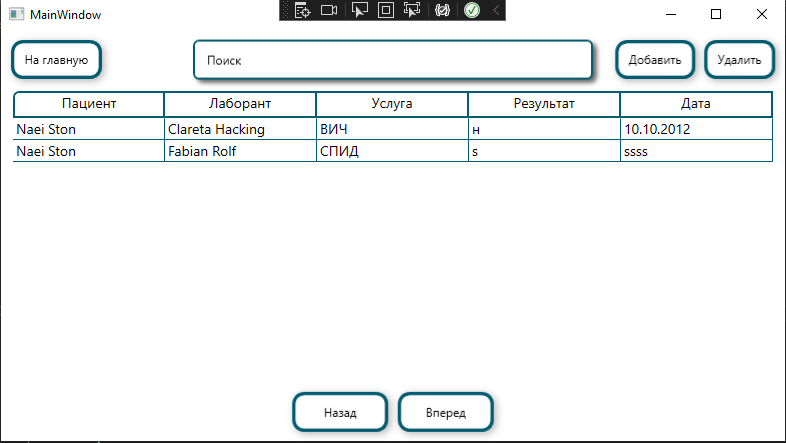 MainWindow
На главную Поиск Добавить Удалить
Пациент Лаборант Услуга Результат Дата
Naei Ston Clareta Hacking ВИЧ н 10.10.2012
Naei Ston Fabian Rolf СПИД s ssss
Назад Вперед